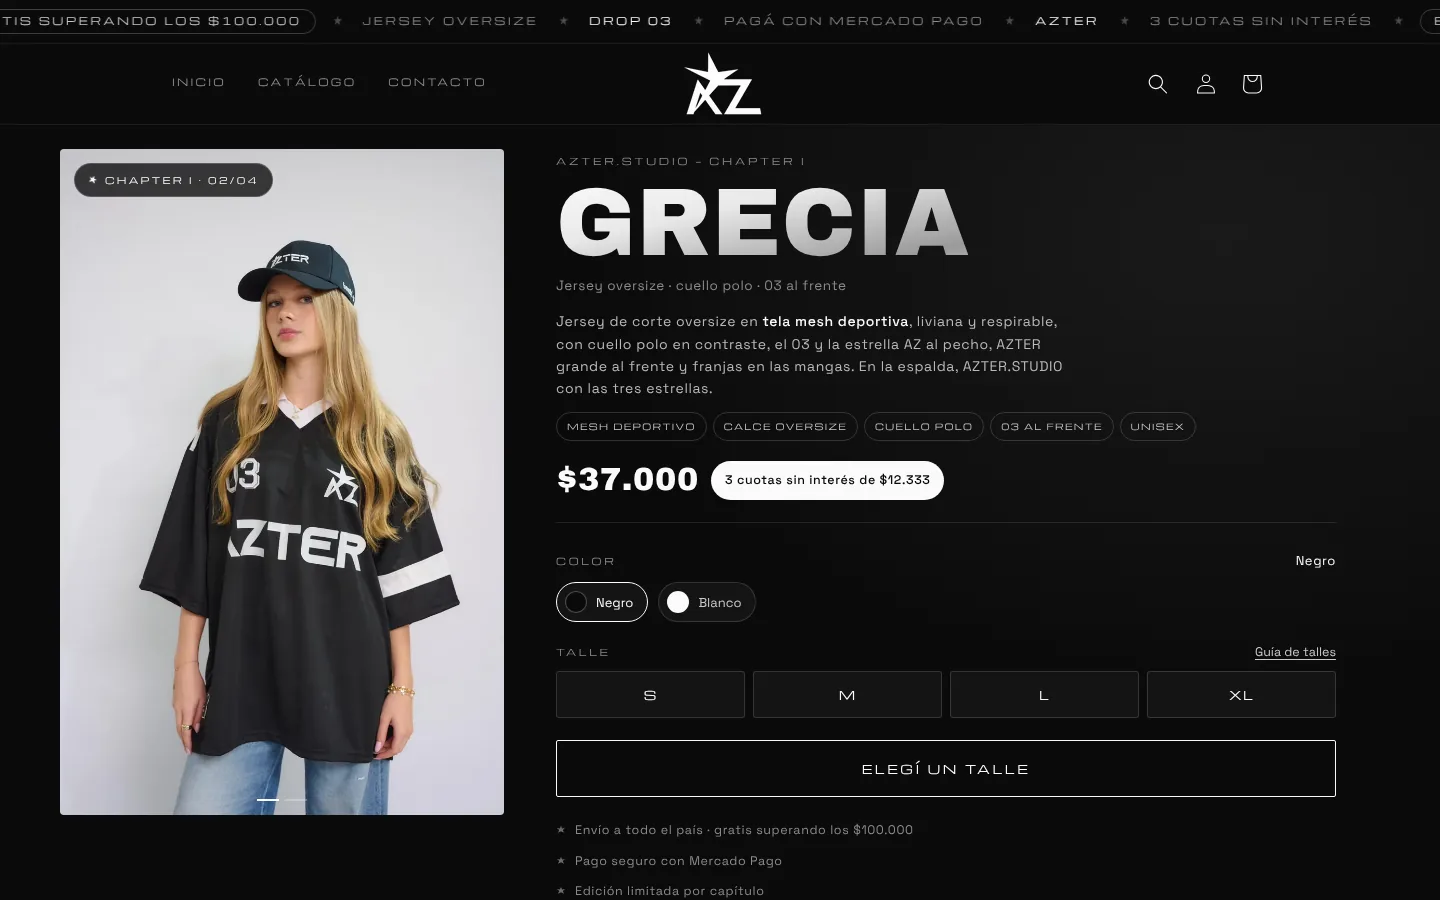 TIS SUPERANDO LOS $100.000 ★ JERSEY OVERSIZE ★ DROP 03 ★ PAGÁ CON MERCADO PAGO ★ AZTER ★ 3 CUOTAS SIN INTERÉS ★
INICIO CATÁLOGO CONTACTO
AZ
★ CHAPTER I · 02/04
AZTER
03
AZ
AZTER
AZTER.STUDIO – CHAPTER I
GRECIA
Jersey oversize · cuello polo · 03 al frente
Jersey de corte oversize en tela mesh deportiva, liviana y respirable,
con cuello polo en contraste, el 03 y la estrella AZ al pecho, AZTER
grande al frente y franjas en las mangas. En la espalda, AZTER.STUDIO
con las tres estrellas.
MESH DEPORTIVO CALCE OVERSIZE CUELLO POLO 03 AL FRENTE UNISEX
$37.000 3 cuotas sin interés de $12.333
COLOR Negro
Negro Blanco
TALLE Guía de talles
S M L XL
ELEGÍ UN TALLE
★ Envío a todo el país · gratis superando los $100.000
★ Pago seguro con Mercado Pago
★ Edición limitada por capítulo